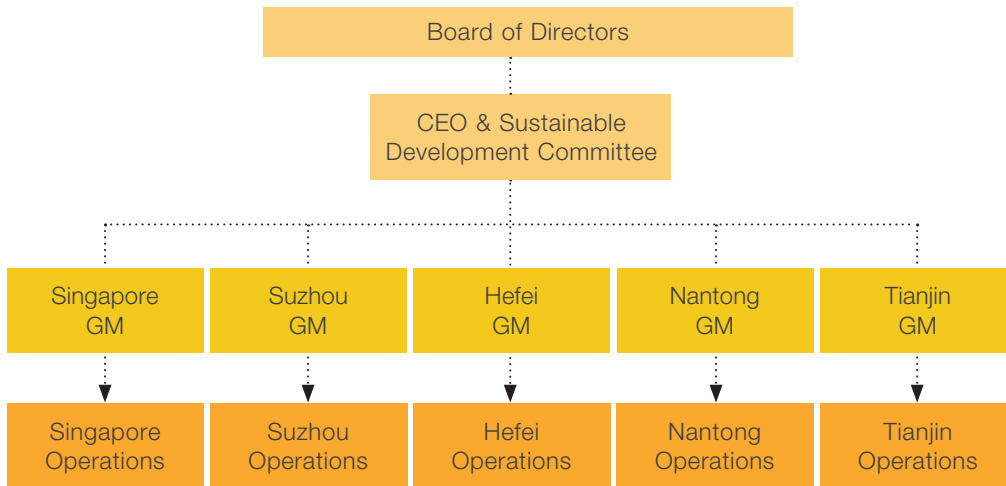 Board of Directors
CEO & Sustainable
Development Committee
Singapore
GM
Suzhou
GM
Hefei
GM
Nantong
GM
Tianjin
GM
Singapore
Operations
Suzhou
Operations
Hefei
Operations
Nantong
Operations
Tianjin
Operations